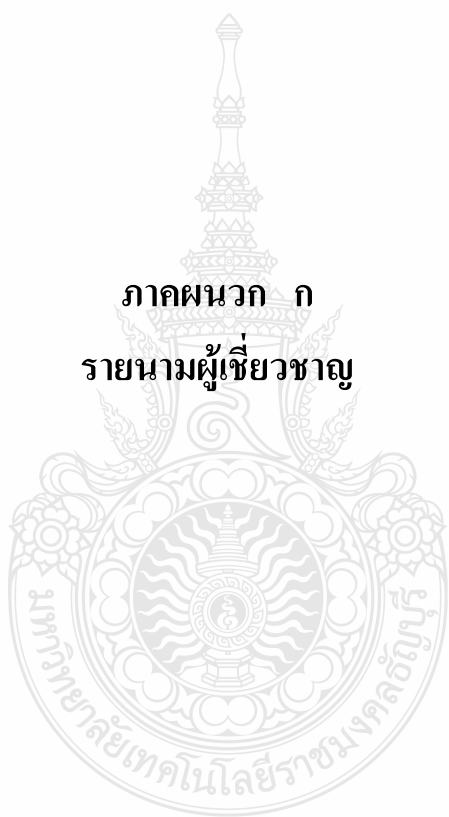 ภาคผนวก ก
รายนามผู้เชี่ยวชาญ
มหาวิทยาลัยเทคโนโลยีราชมงคลธัญบุรี